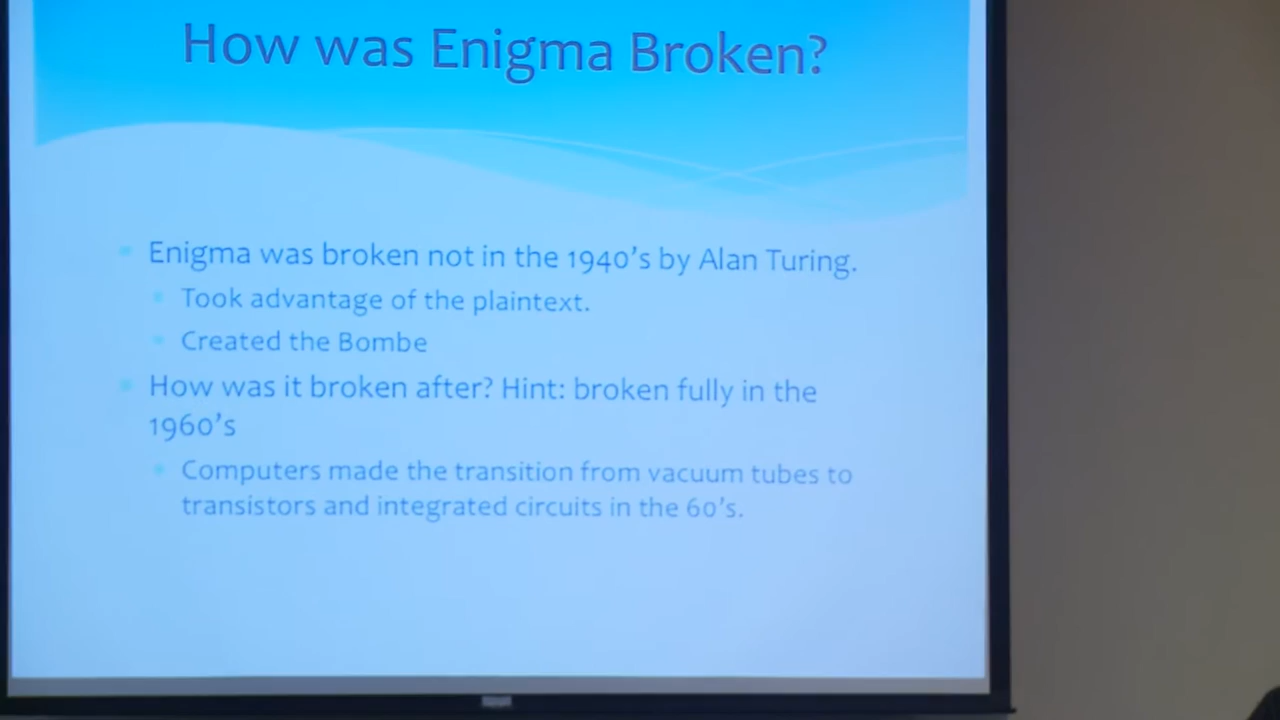 How was Enigma Broken?
Enigma was broken not in the 1940's by Alan Turing.
Took advantage of the plaintext.
Created the Bombe
How was it broken after? Hint: broken fully in the
1960's
Computers made the transition from vacuum tubes to
transistors and integrated circuits in the 60's.